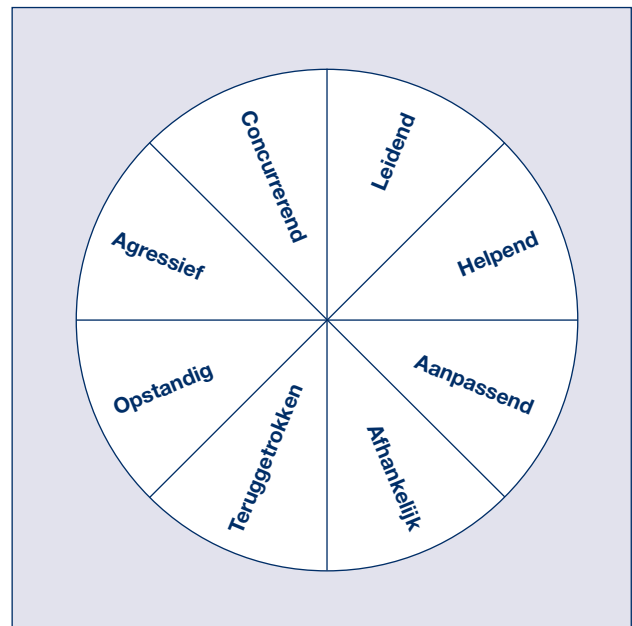 Concurrerend
Leidend
Agressief
Helpend
Opstandig
Aanpassend
Teruggetrokken
Afhankelijk